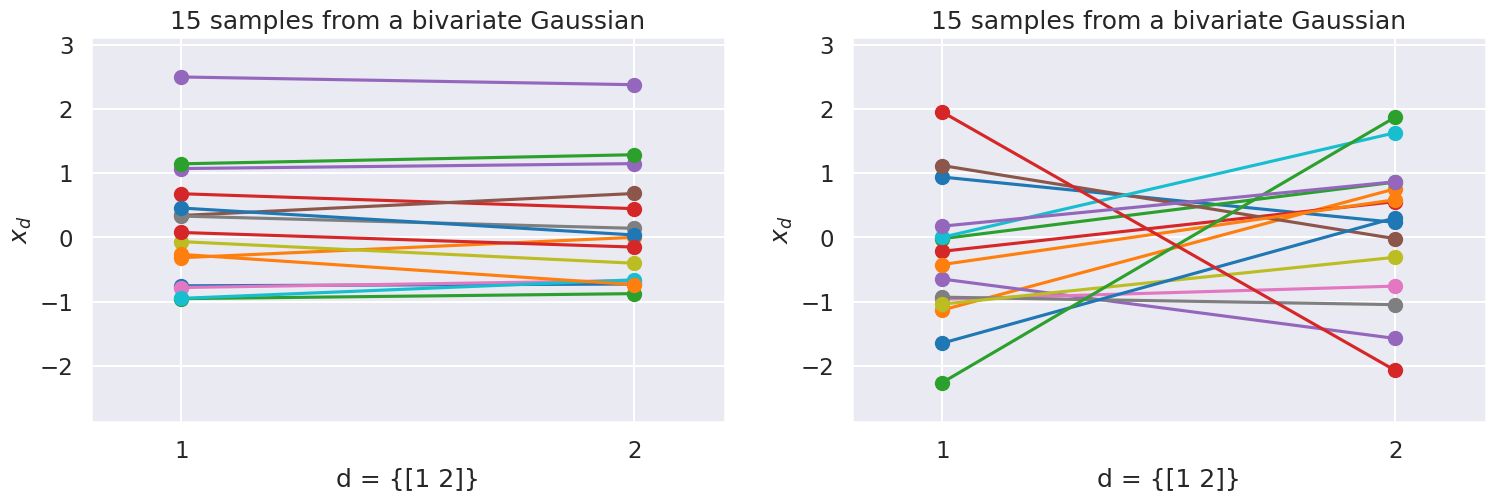 15 samples from a bivariate Gaussian
3
2
1
0
−1
−2
x_d
1 2
d = {[1 2]}
15 samples from a bivariate Gaussian
3
2
1
0
−1
−2
x_d
1 2
d = {[1 2]}